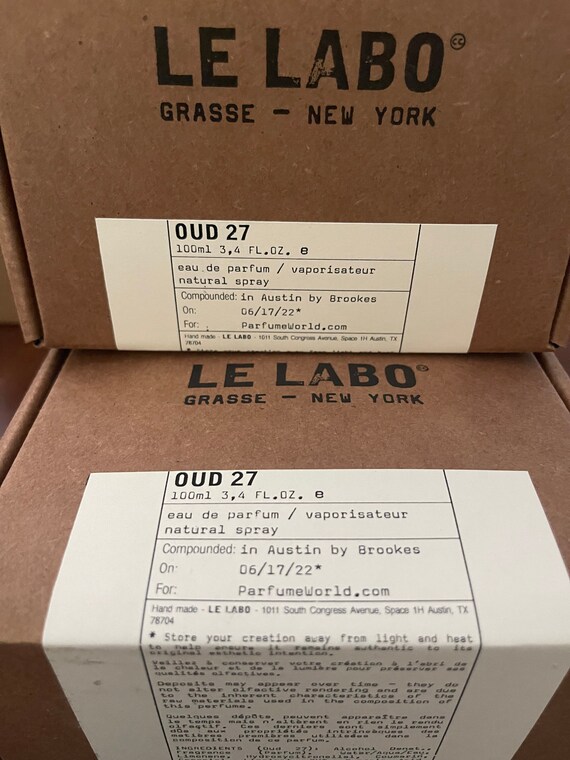 LE LABO
GRASSE — NEW YORK
OUD 27
100ml 3,4 FL.OZ. e
eau de parfum / vaporisateur
natural spray
Compounded: in Austin by Brookes
On: 06/17/22*
For: ParfumeWorld.com
Hand made - LE LABO - 1011 South Congress Avenue, Space 1H Austin, TX
78704
LE LABO
GRASSE — NEW YORK
OUD 27
100ml 3,4 FL.OZ. e
eau de parfum / vaporisateur
natural spray
Compounded: in Austin by Brookes
On: 06/17/22*
For: ParfumeWorld.com
Hand made - LE LABO - 1011 South Congress Avenue, Space 1H Austin, TX
78704
* Store your creation away from light and heat
to help ensure it remains authentic to its
original esthetic intention.
Veillez à conserver votre création à l'abri de
la chaleur et de la lumière pour préserver ses
qualités olfactives.
Deposits may appear over time — they do
not alter olfactive rendering and are due
to the inherent characteristics of the
raw materials used in the composition of
this perfume.
Quelques dépôts peuvent apparaître dans
le temps mais n'altèrent en rien le rendu
olfactif. Ces derniers sont simplement
dûs aux propriétés intrinsèques des
matières premières utilisées dans la
composition de ce parfum.
INGREDIENTS (Oud 27): Alcohol Denat.,
Fragrance (Parfum), Water/Aqua/Eau,
Limonene, Hydroxycitronellal, Coumarin,